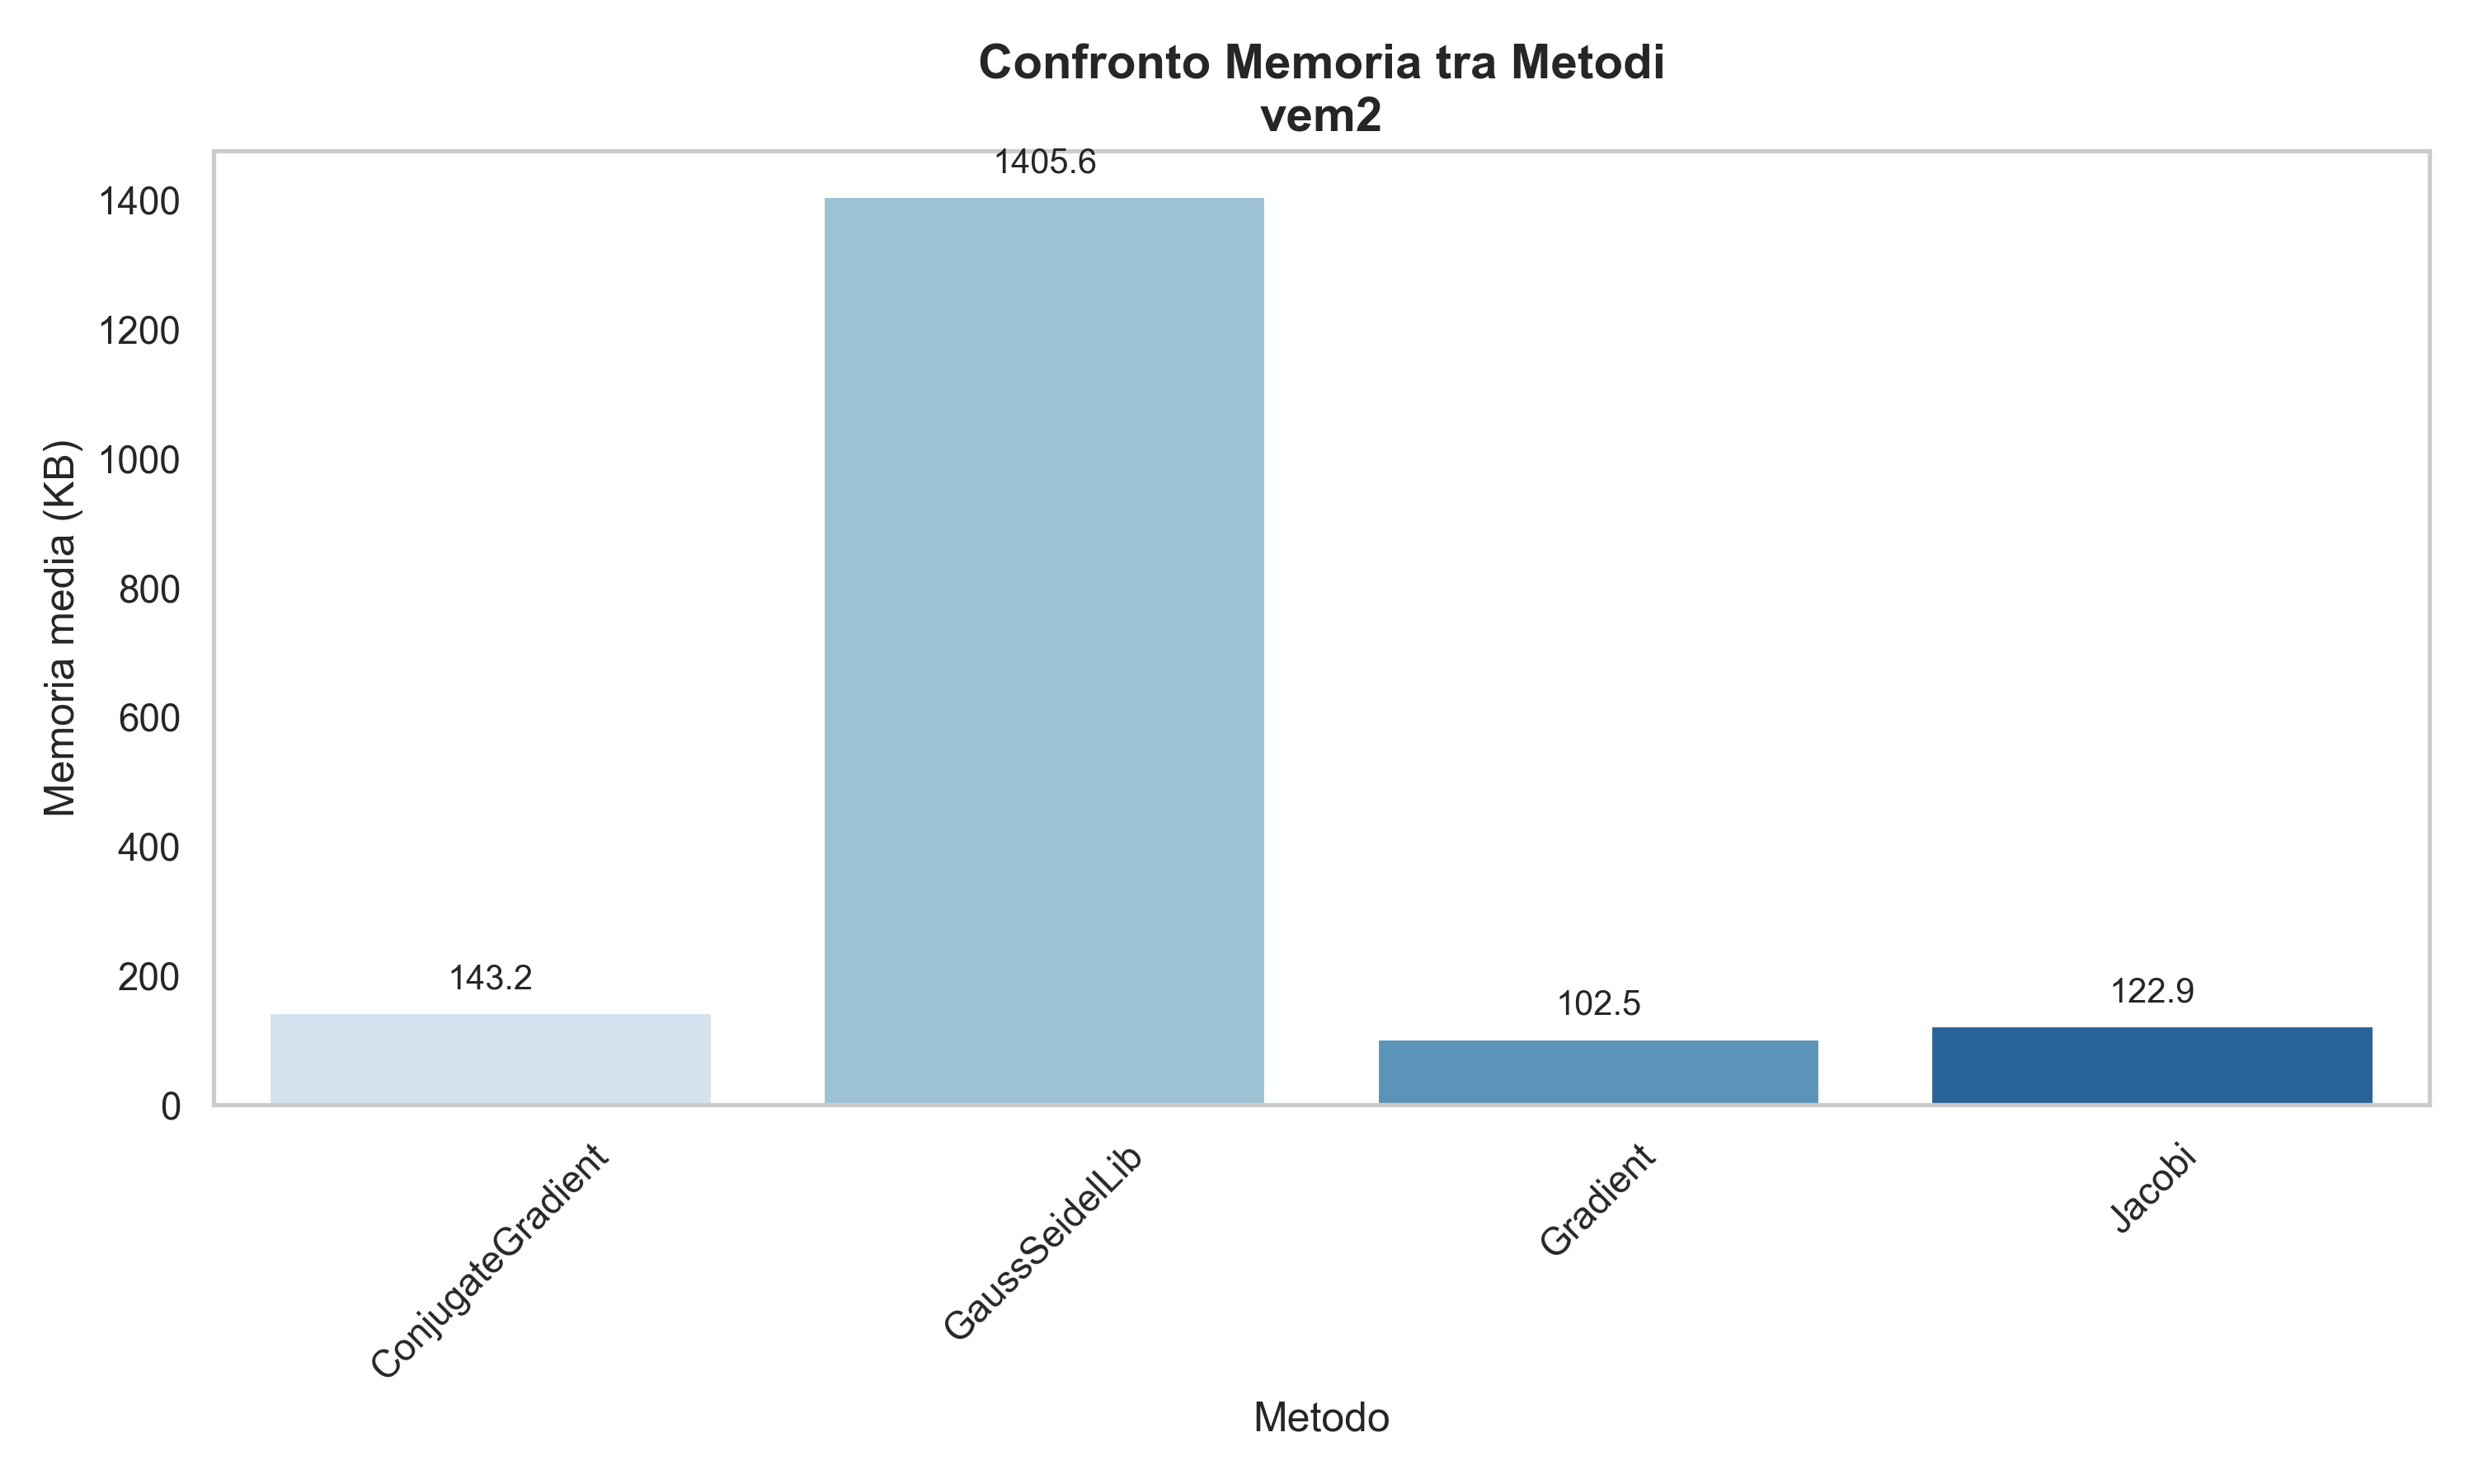 Confronto Memoria tra Metodi
vem2
Memoria media (KB)
1400
1200
1000
800
600
400
200
0
143.2
1405.6
102.5
122.9
ConjugateGradient
GaussSeidelLib
Gradient
Jacobi
Metodo